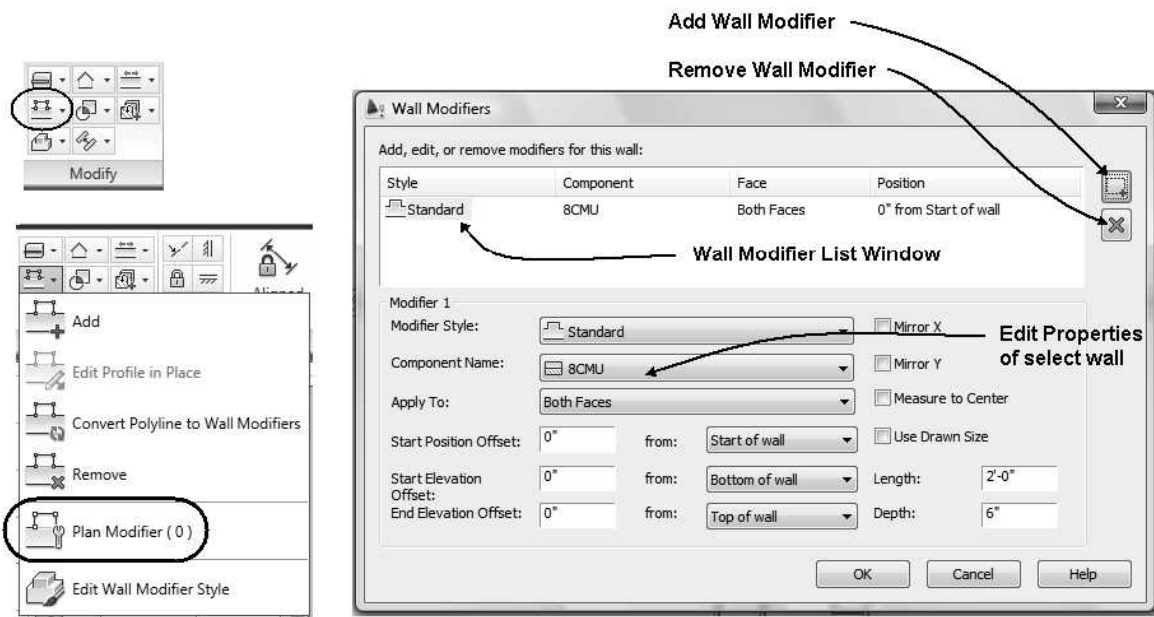 Add Wall Modifier
Remove Wall Modifier
Modify
Wall Modifiers
Add, edit, or remove modifiers for this wall:
Style Component Face Position
Standard 8CMU Both Faces 0" from Start of wall
Wall Modifier List Window
Modifier 1
Modifier Style: Standard Mirror X
Edit Properties
of select wall
Component Name: 8CMU Mirror Y
Apply To: Both Faces Measure to Center
Start Position Offset: 0" from: Start of wall Use Drawn Size
Start Elevation
Offset: 0" from: Bottom of wall Length: 2'-0"
End Elevation Offset: 0" from: Top of wall Depth: 6"
OK Cancel Help
Add
Edit Profile in Place
Convert Polyline to Wall Modifiers
Remove
Plan Modifier ( 0 )
Edit Wall Modifier Style